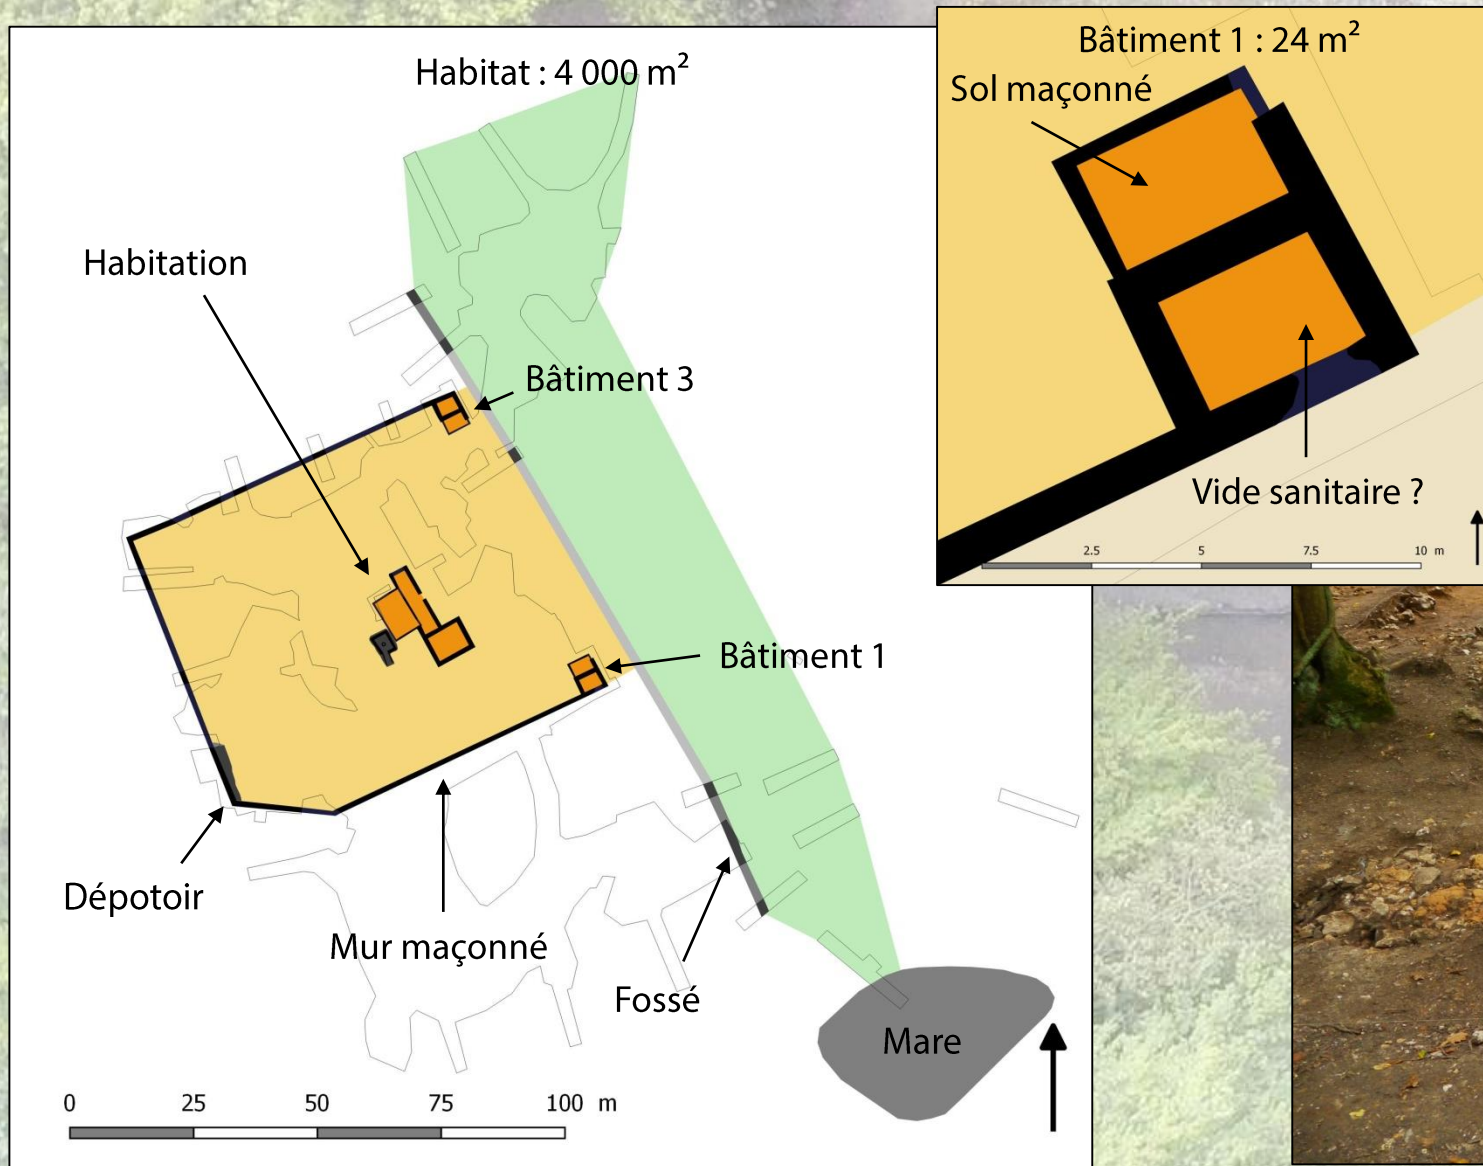 Habitat : 4 000 m²
Habitation
Bâtiment 3
Bâtiment 1
Dépotoir
Mur maçonné
Fossé
Mare
0 25 50 75 100 m
Bâtiment 1 : 24 m²
Sol maçonné
Vide sanitaire ?
2.5 5 7.5 10 m